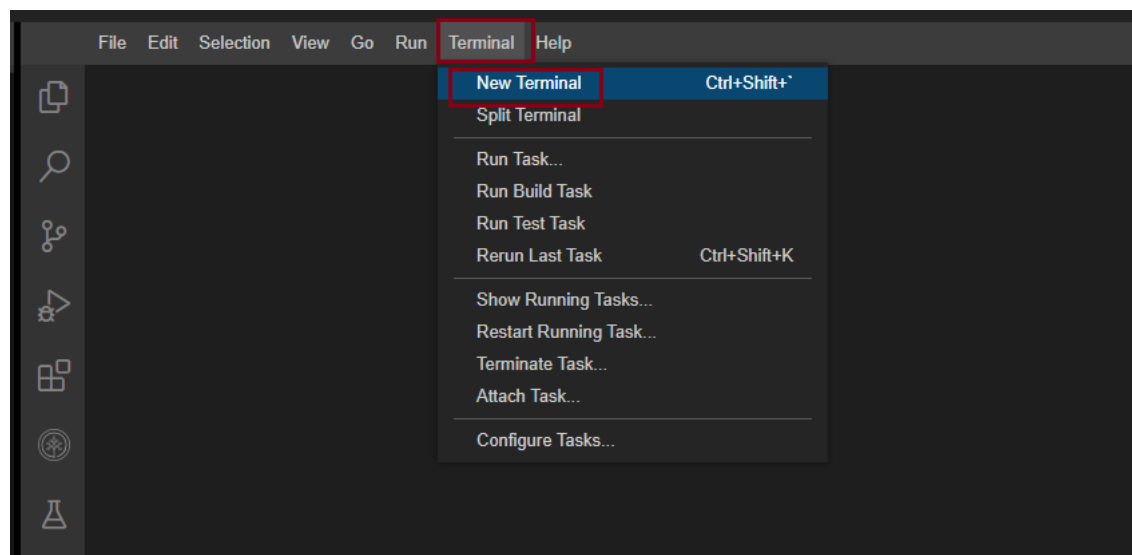 File Edit Selection View Go Run Terminal Help
New Terminal Ctrl+Shift+`
Split Terminal
Run Task...
Run Build Task
Run Test Task
Rerun Last Task Ctrl+Shift+K
Show Running Tasks...
Restart Running Task...
Terminate Task...
Attach Task...
Configure Tasks...